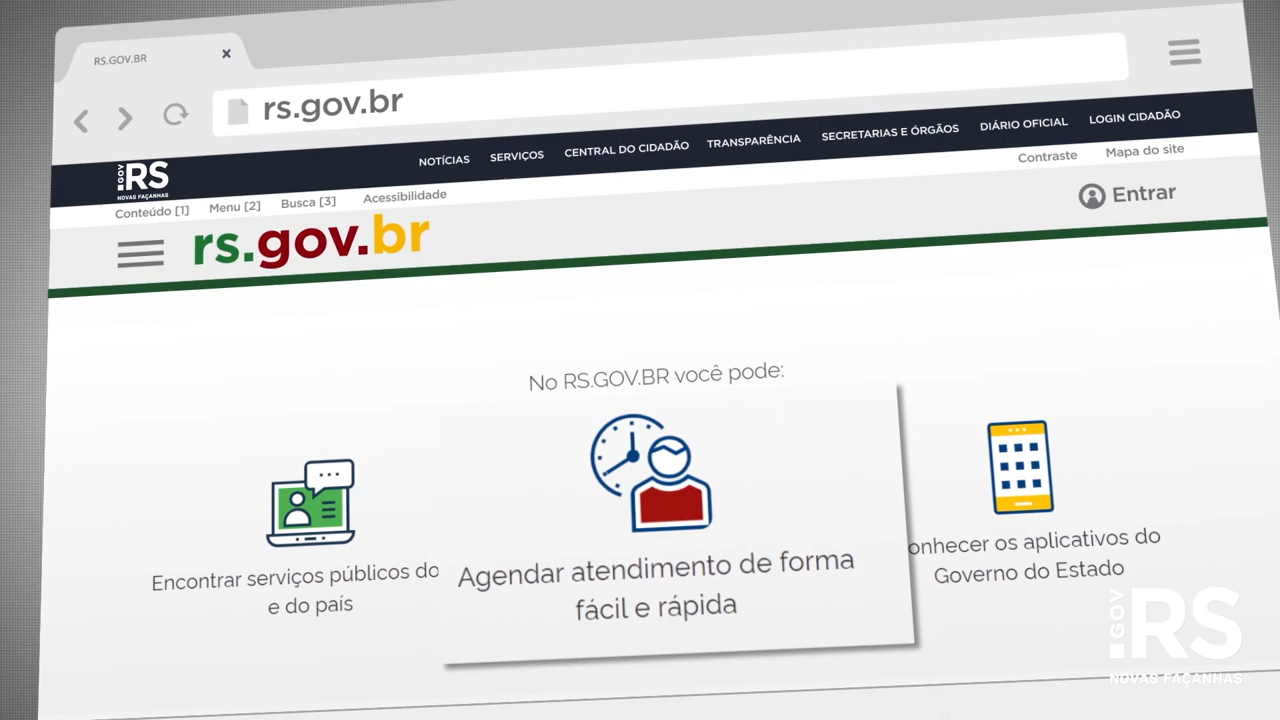 RS.GOV.BR
rs.gov.br
.GOV RS
NOVAS FAÇANHAS
NOTÍCIAS SERVIÇOS CENTRAL DO CIDADÃO TRANSPARÊNCIA SECRETARIAS E ÓRGÃOS DIÁRIO OFICIAL LOGIN CIDADÃO
Conteúdo [1] Menu [2] Busca [3] Acessibilidade Contraste Mapa do site
rs.gov.br
Entrar
No RS.GOV.BR você pode:
Encontrar serviços públicos do
e do país
Agendar atendimento de forma
fácil e rápida
onhecer os aplicativos do
Governo do Estado
.GOV RS
NOVAS FAÇANHAS